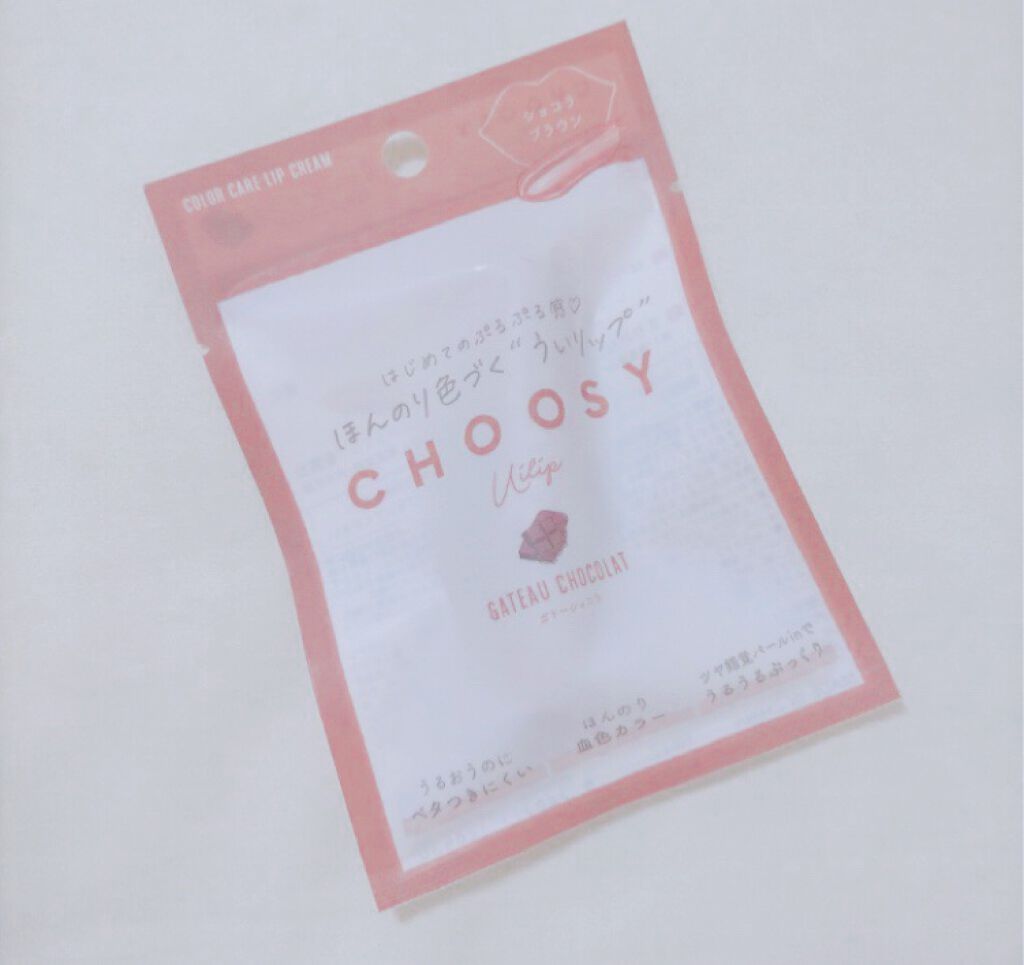 COLOR CARE LIP CREAM
ショコラ
ブラウン
はじめてのぷるぷる唇♡
ほんのり色づく“ういリップ”
CHOOSY
Uilip
GATEAU CHOCOLAT
ガトーショコラ
うるおうのに
ベタつきにくい
ほんのり
血色カラー
ツヤ錯覚パールinで
うるうるぷっくり